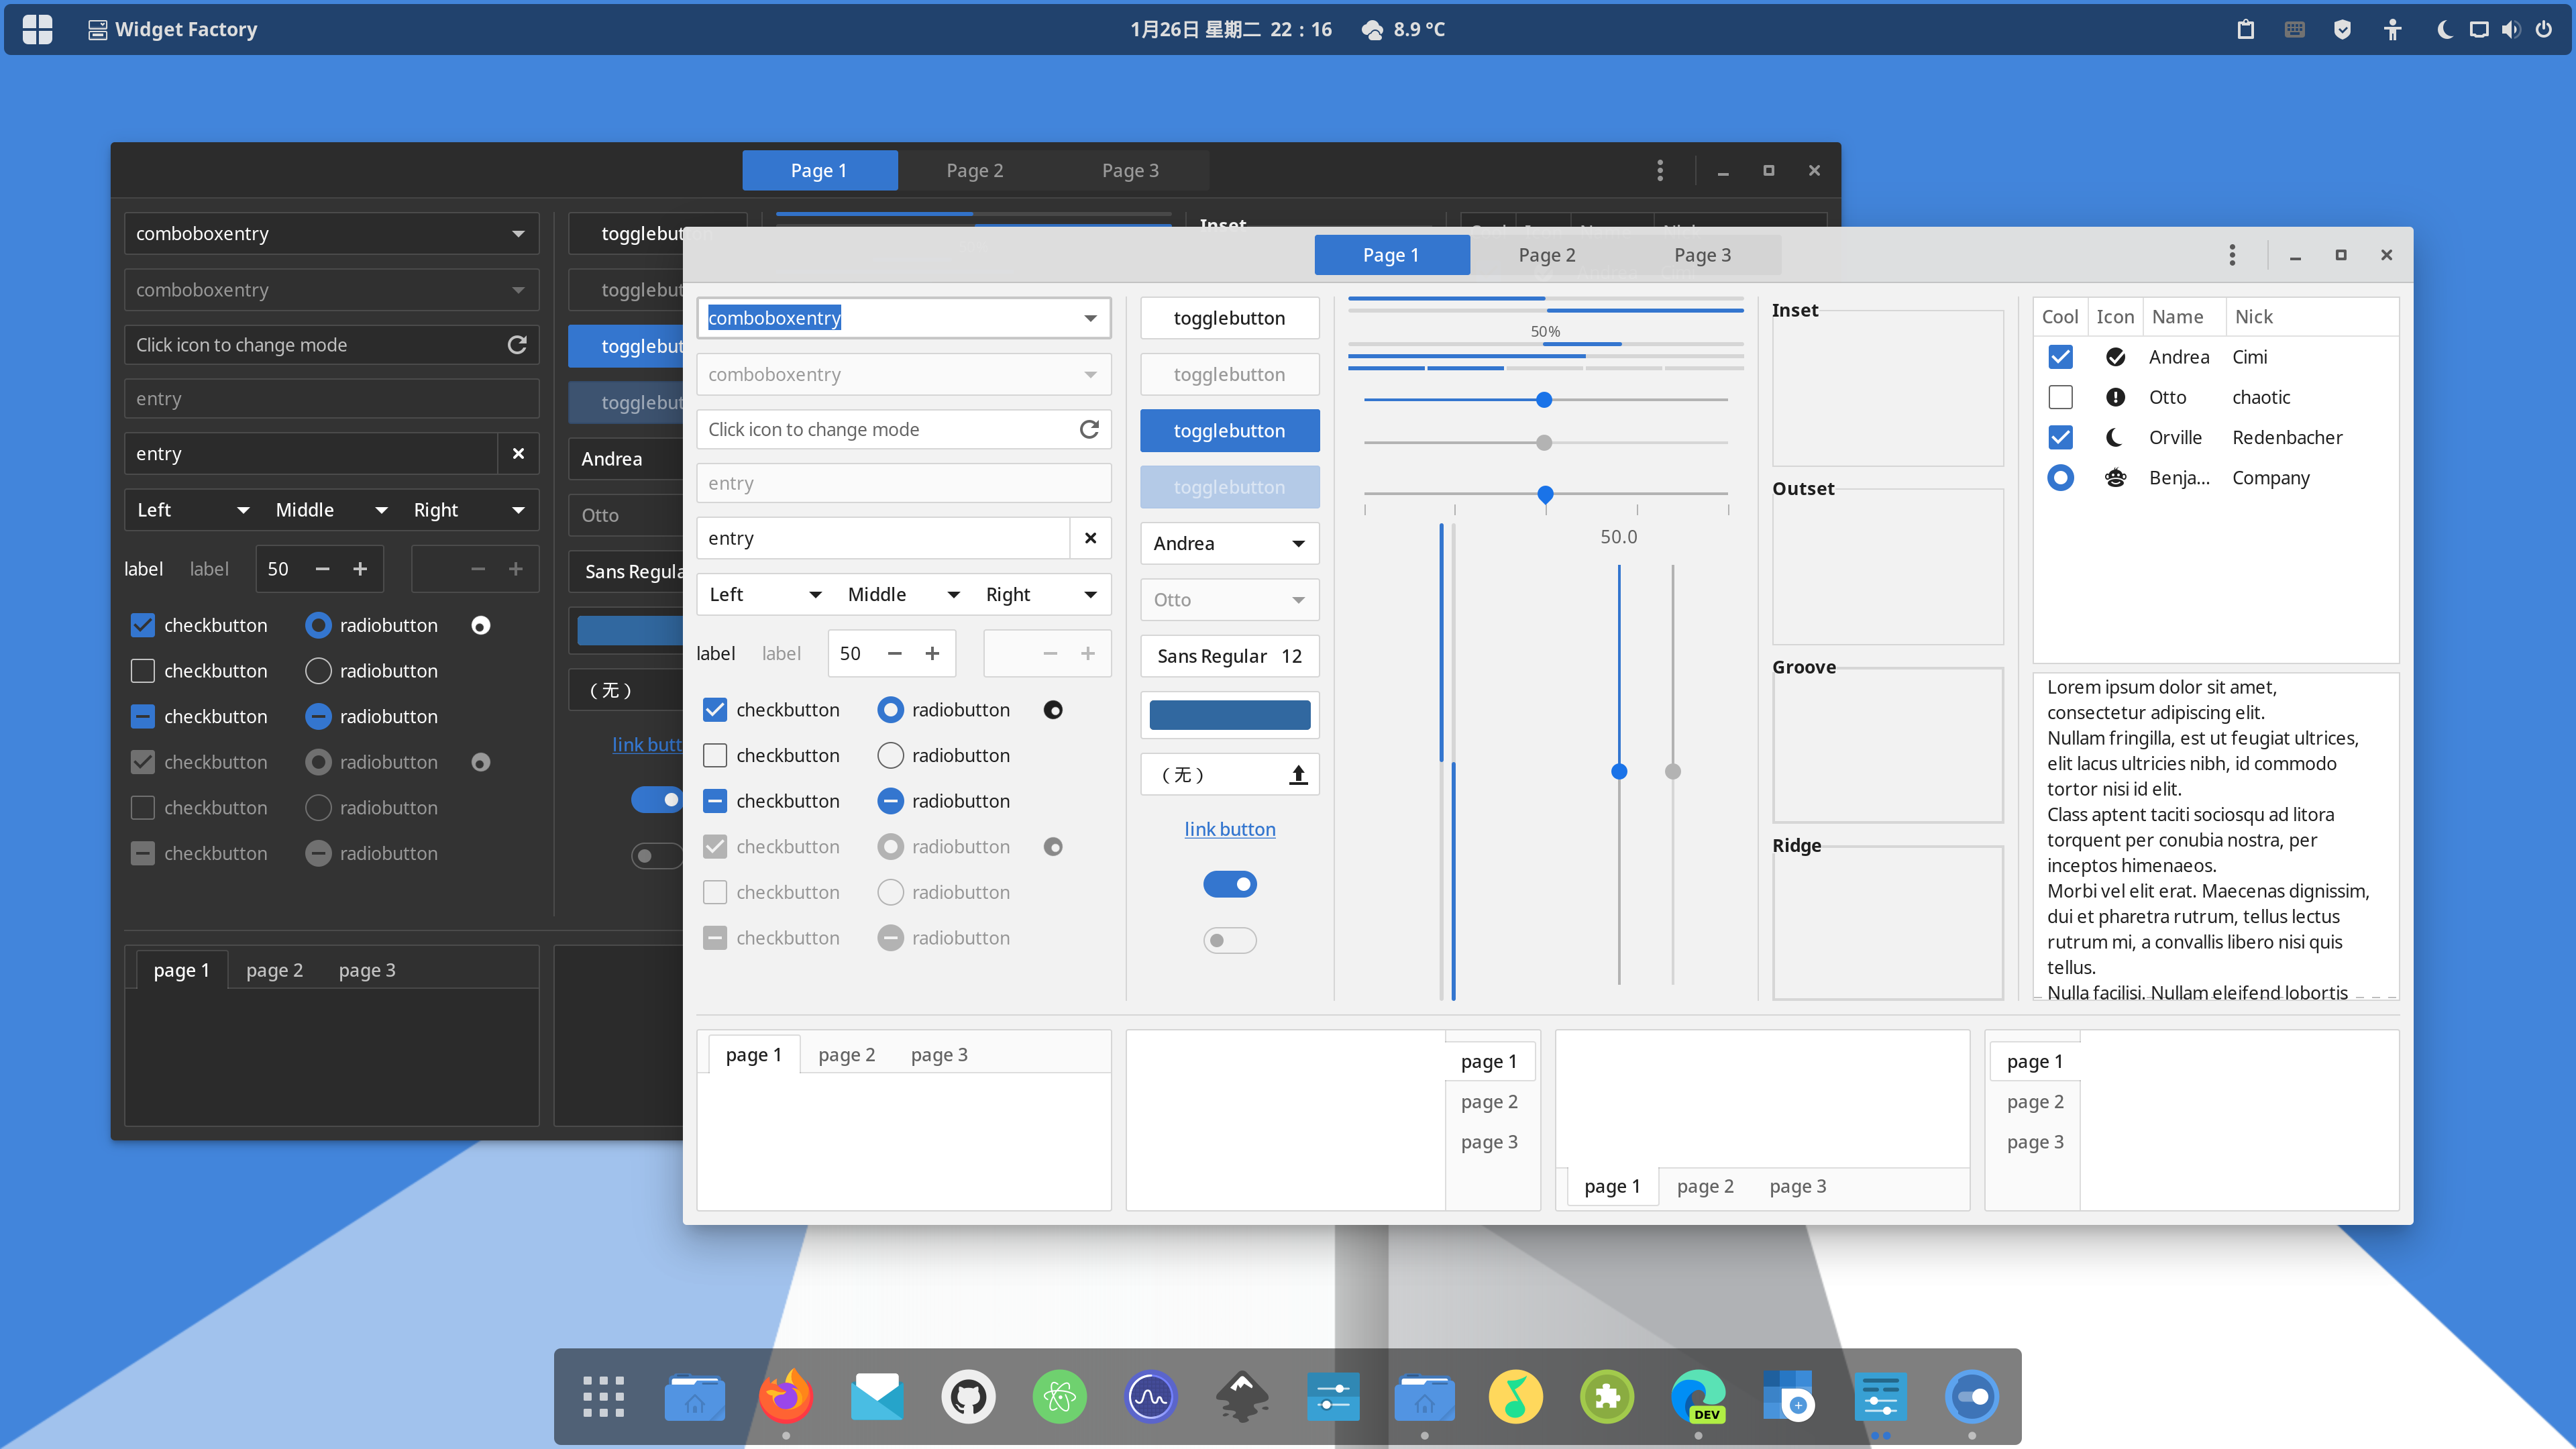 Widget Factory
1月26日 星期二 22：16
8.9 °C
Page 1
Page 2
Page 3
comboboxentry
comboboxentry
Click icon to change mode
entry
entry
Left
Middle
Right
label
label
50
checkbutton
radiobutton
checkbutton
radiobutton
checkbutton
radiobutton
checkbutton
radiobutton
checkbutton
radiobutton
checkbutton
radiobutton
Andrea
Otto
（无）
Inset
page 1
page 2
page 3
Page 1
Page 2
Page 3
comboboxentry
comboboxentry
Click icon to change mode
entry
entry
Left
Middle
Right
label
label
50
checkbutton
radiobutton
checkbutton
radiobutton
checkbutton
radiobutton
checkbutton
radiobutton
checkbutton
radiobutton
checkbutton
radiobutton
togglebutton
togglebutton
togglebutton
togglebutton
Andrea
Otto
Sans Regular 12
（无）
link button
50%
50.0
Inset
Outset
Groove
Ridge
Cool Icon Name Nick
Andrea Cimi
Otto chaotic
Orville Redenbacher
Benja... Company
Lorem ipsum dolor sit amet,
consectetur adipiscing elit.
Nullam fringilla, est ut feugiat ultrices,
elit lacus ultricies nibh, id commodo
tortor nisi id elit.
Class aptent taciti sociosqu ad litora
torquent per conubia nostra, per
inceptos himenaeos.
Morbi vel elit erat. Maecenas dignissim,
dui et pharetra rutrum, tellus lectus
rutrum mi, a convallis libero nisi quis
tellus.
Nulla facilisi. Nullam eleifend lobortis
page 1
page 2
page 3
page 1
page 2
page 3
page 1
page 2
page 3
page 1
page 2
page 3
DEV